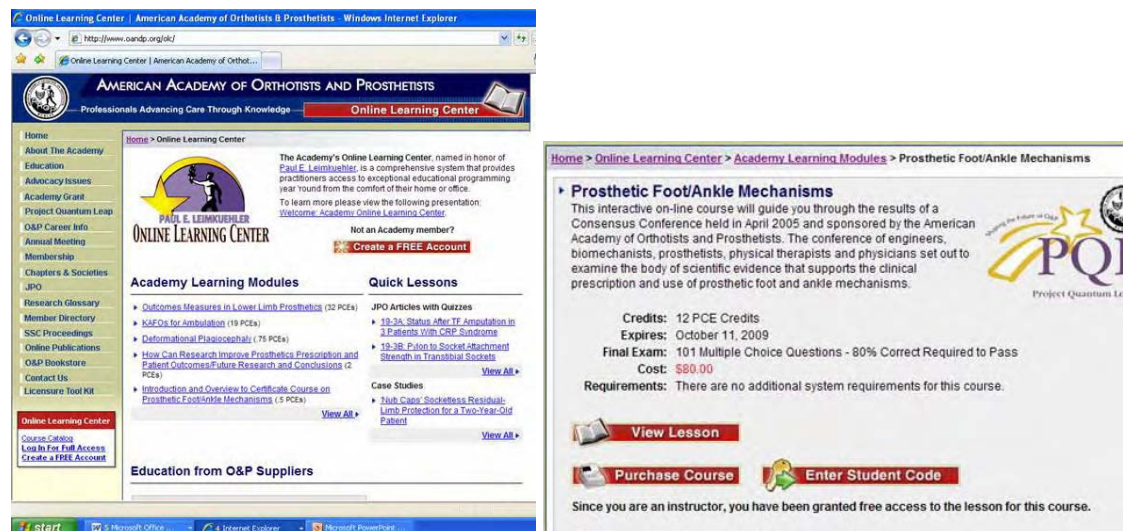 Online Learning Center | American Academy of Orthotists & Prosthetists - Windows Internet Explorer
http://www.oandp.org/olc/
Online Learning Center | American Academy of Orthot...
AMERICAN ACADEMY OF ORTHOTISTS AND PROSTHETISTS
Professionals Advancing Care Through Knowledge
Online Learning Center
Home
About The Academy
Education
Advocacy Issues
Academy Grant
Project Quantum Leap
O&P Career Info
Annual Meeting
Membership
Chapters & Societies
JPO
Research Glossary
Member Directory
SSC Proceedings
Online Publications
O&P Bookstore
Contact Us
Licensure Tool Kit
Online Learning Center
Course Catalog
Log In For Full Access
Create a FREE Account
Home > Online Learning Center
PAUL E. LEIMKUEHLER
ONLINE LEARNING CENTER
The Academy's Online Learning Center, named in honor of
Paul E. Leimkuehler, is a comprehensive system that provides
practitioners access to exceptional educational programming
year 'round from the comfort of their home or office.
To learn more please view the following presentation:
Welcome: Academy Online Learning Center.
Not an Academy member?
Create a FREE Account
Academy Learning Modules
Outcomes Measures in Lower Limb Prosthetics (32 PCEs)
KAFOs for Ambulation (19 PCEs)
Deformational Plagiocephaly (.75 PCEs)
How Can Research Improve Prosthetics Prescription and
Patient Outcomes/Future Research and Conclusions (2
PCEs)
Introduction and Overview to Certificate Course on
Prosthetic Foot/Ankle Mechanisms (.5 PCEs)
View All
Quick Lessons
JPO Articles with Quizzes
19-3A: Status After TF Amputation in
3 Patients With CRP Syndrome
19-3B: Pylon to Socket Attachment
Strength in Transtibial Sockets
View All
Case Studies
'Nub Caps' Socketless Residual-
Limb Protection for a Two-Year-Old
Patient
View All
Education from O&P Suppliers
start
5 Microsoft Office ...
4 Internet Explorer
Microsoft PowerPoint ...
Home > Online Learning Center > Academy Learning Modules > Prosthetic Foot/Ankle Mechanisms
Prosthetic Foot/Ankle Mechanisms
This interactive on-line course will guide you through the results of a
Consensus Conference held in April 2005 and sponsored by the American
Academy of Orthotists and Prosthetists. The conference of engineers,
biomechanists, prosthetists, physical therapists and physicians set out to
examine the body of scientific evidence that supports the clinical
prescription and use of prosthetic foot and ankle mechanisms.
Shaping the Future of O&P
PQ
Project Quantum Le
Credits: 12 PCE Credits
Expires: October 11, 2009
Final Exam: 101 Multiple Choice Questions - 80% Correct Required to Pass
Cost: $80.00
Requirements: There are no additional system requirements for this course.
View Lesson
Purchase Course
Enter Student Code
Since you are an instructor, you have been granted free access to the lesson for this course.